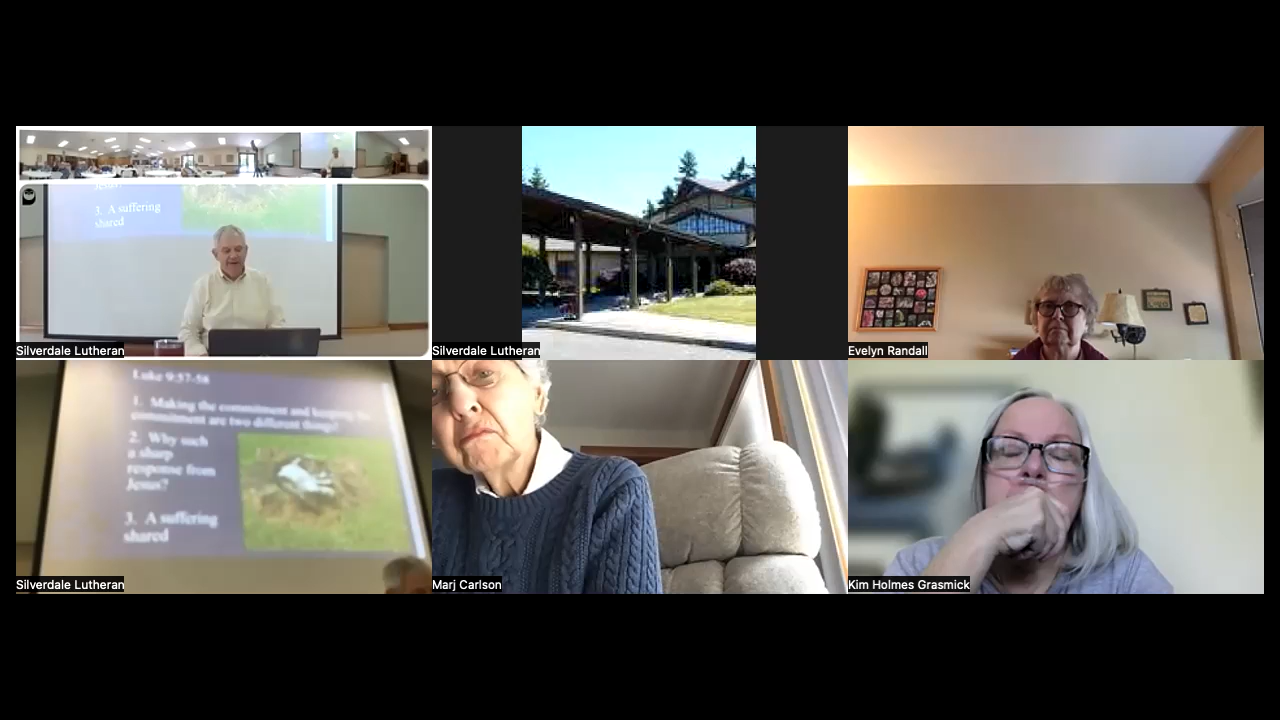 Jesus?
3. A suffering
shared
Silverdale Lutheran
Silverdale Lutheran
Evelyn Randall
Luke 9:57-58
1. Making the commitment and keeping the
commitment are two different things!
2. Why such
a sharp
response from
Jesus?
3. A suffering
shared
Silverdale Lutheran
Marj Carlson
Kim Holmes Grasmick